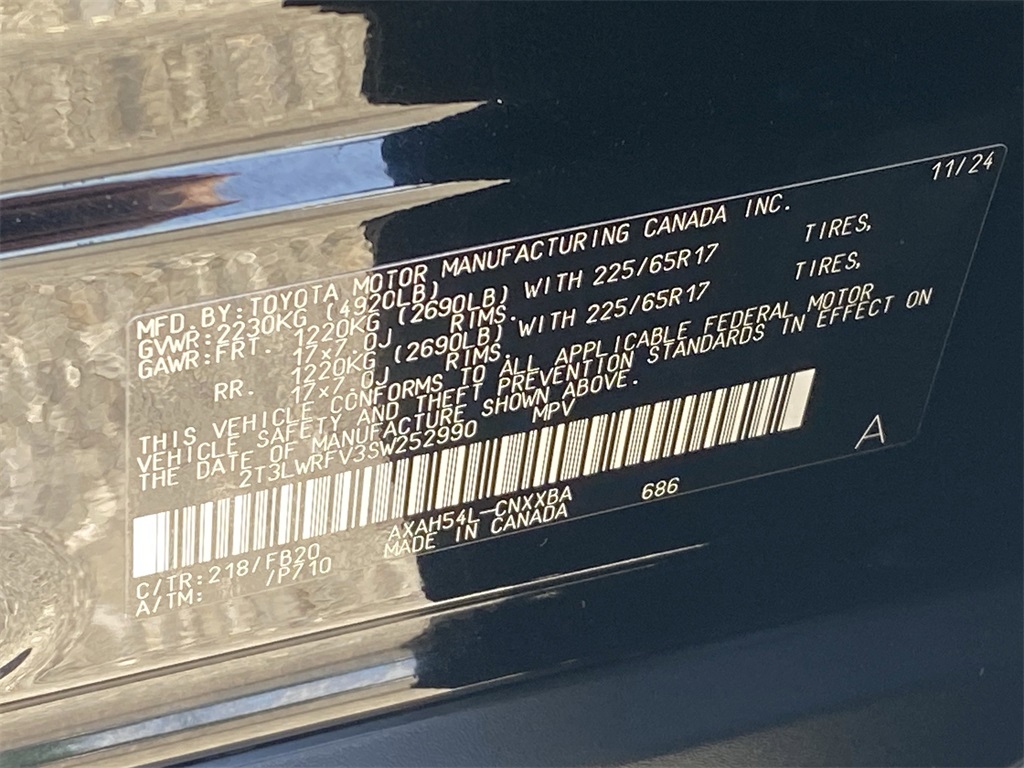 11/24
MFD.BY:TOYOTA MOTOR MANUFACTURING CANADA INC.
GVWR:2230KG (4920LB)
GAWR:FRT. 1220KG (2690LB) WITH 225/65R17 TIRES,
17x7.0J RIMS.
RR. 1220KG (2690LB) WITH 225/65R17 TIRES,
17x7.0J RIMS.
THIS VEHICLE CONFORMS TO ALL APPLICABLE FEDERAL MOTOR
VEHICLE SAFETY AND THEFT PREVENTION STANDARDS IN EFFECT ON
THE DATE OF MANUFACTURE SHOWN ABOVE.
2T3LWRFV3SW252990 MPV
A
C/TR:218/FB20 AXAH54L-CNXXBA 686
A/TM: /P710 MADE IN CANADA